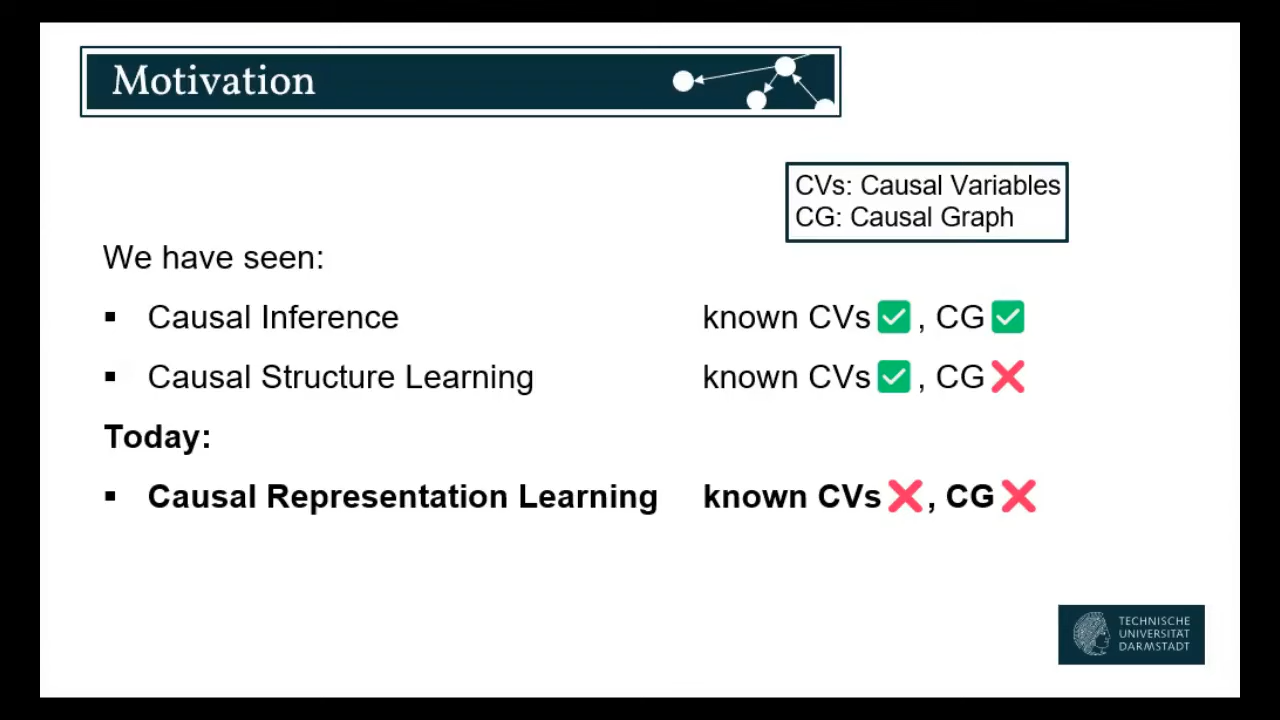 Motivation
CVs: Causal Variables
CG: Causal Graph
We have seen:
▪ Causal Inference known CVs ✅ , CG ✅
▪ Causal Structure Learning known CVs ✅ , CG ❌
Today:
▪ Causal Representation Learning known CVs ❌ , CG ❌
TECHNISCHE
UNIVERSITÄT
DARMSTADT